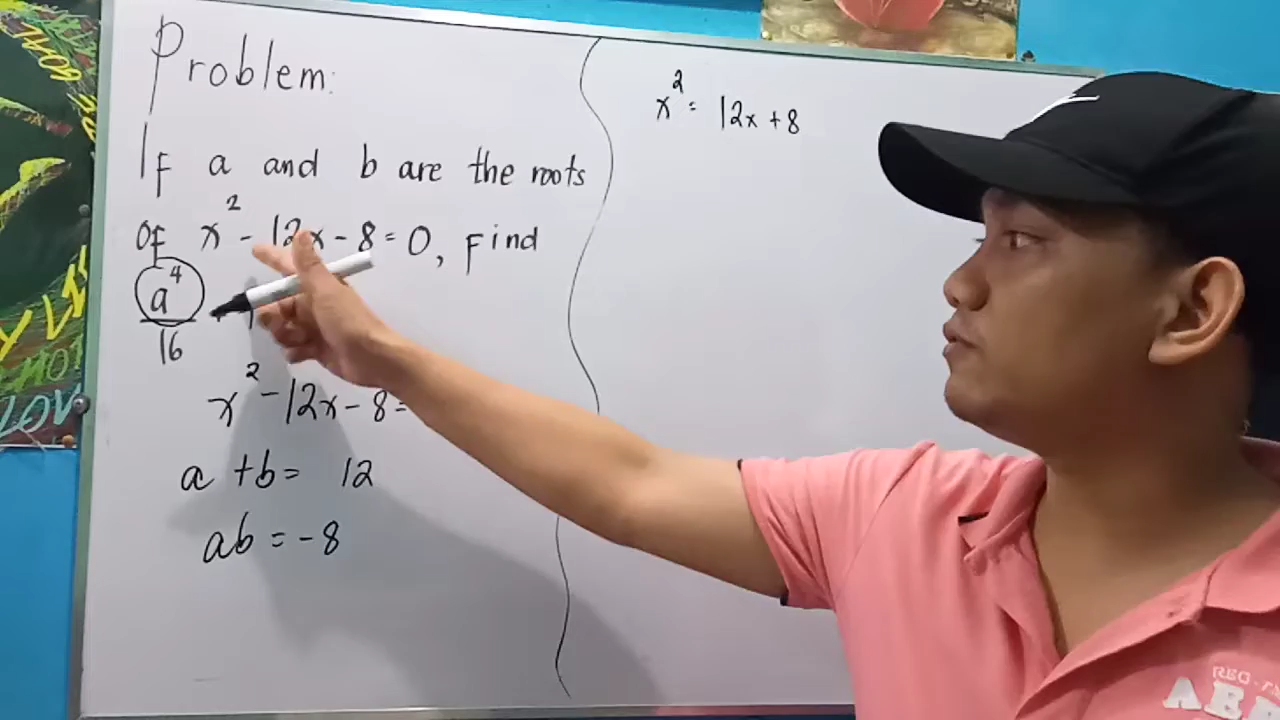 Problem:
If a and b are the roots
of x² - 12x - 8 = 0, Find
a⁴
16
x² - 12x - 8 =
a + b = 12
ab = -8
x² = 12x + 8